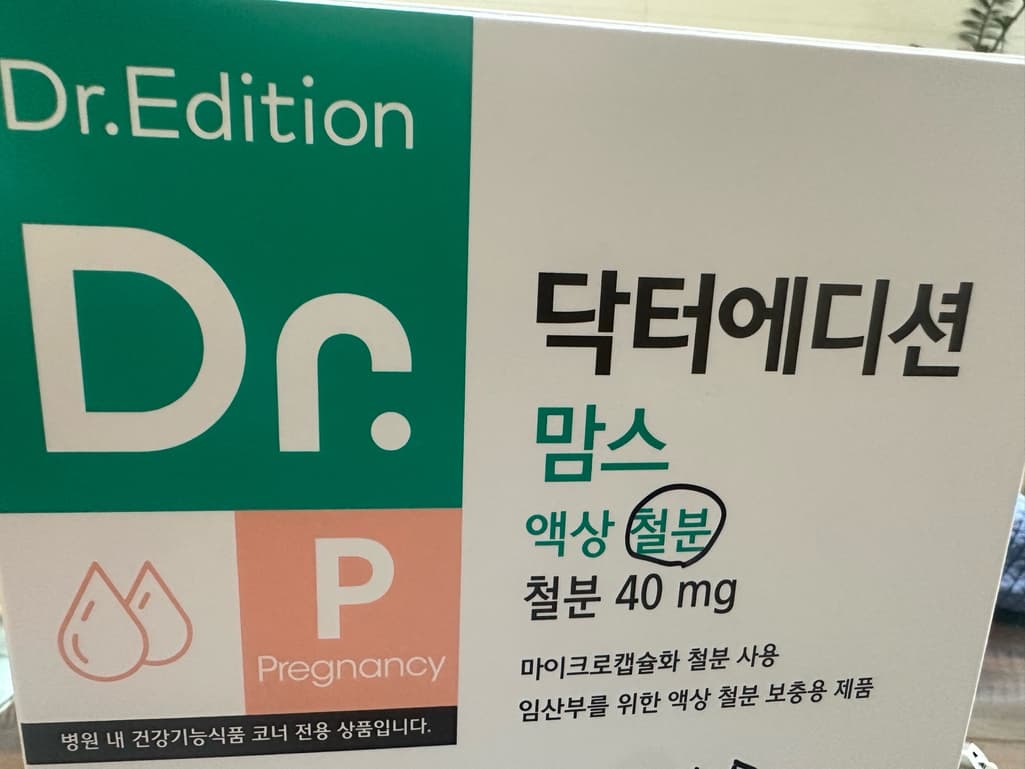 Dr.Edition
Dr.
P
Pregnancy
병원 내 건강기능식품 코너 전용 상품입니다.
닥터에디션
맘스
액상 철분
철분 40 mg
마이크로캡슐화 철분 사용
임산부를 위한 액상 철분 보충용 제품